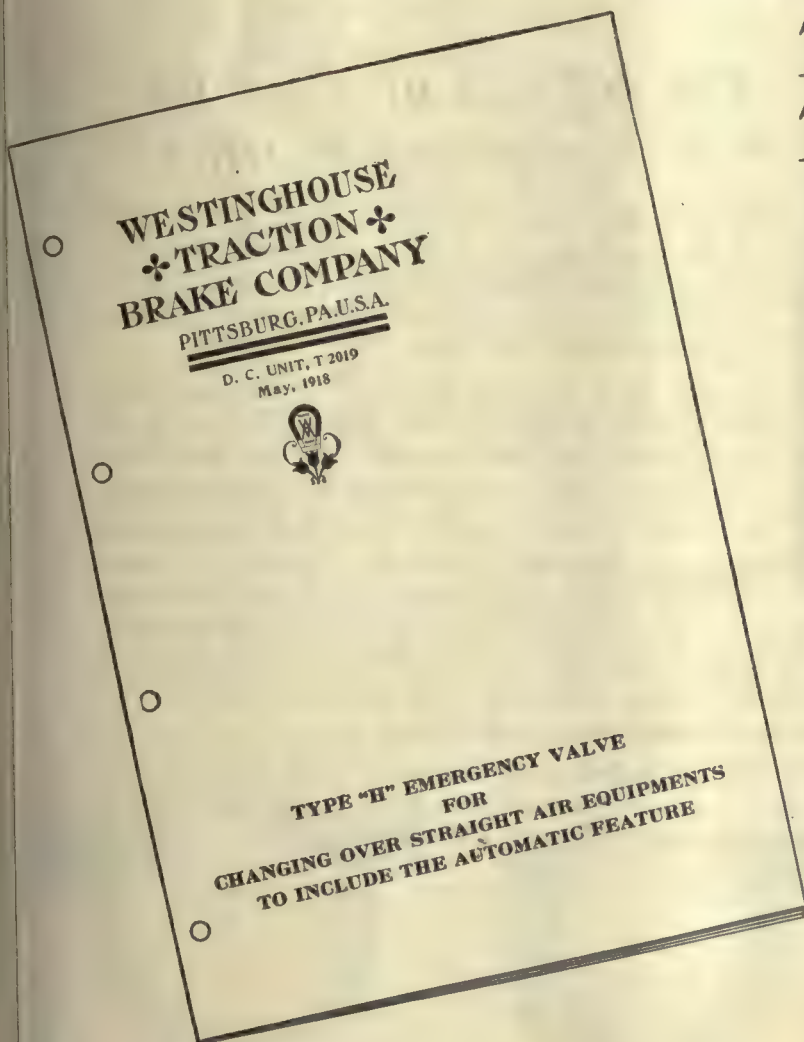 WESTINGHOUSE
TRACTION
BRAKE COMPANY
PITTSBURG.PA.U.S.A.
D. C. UNIT, T 2019
May, 1918
TYPE "H" EMERGENCY VALVE
FOR
CHANGING OVER STRAIGHT AIR EQUIPMENTS
TO INCLUDE THE AUTOMATIC FEATURE